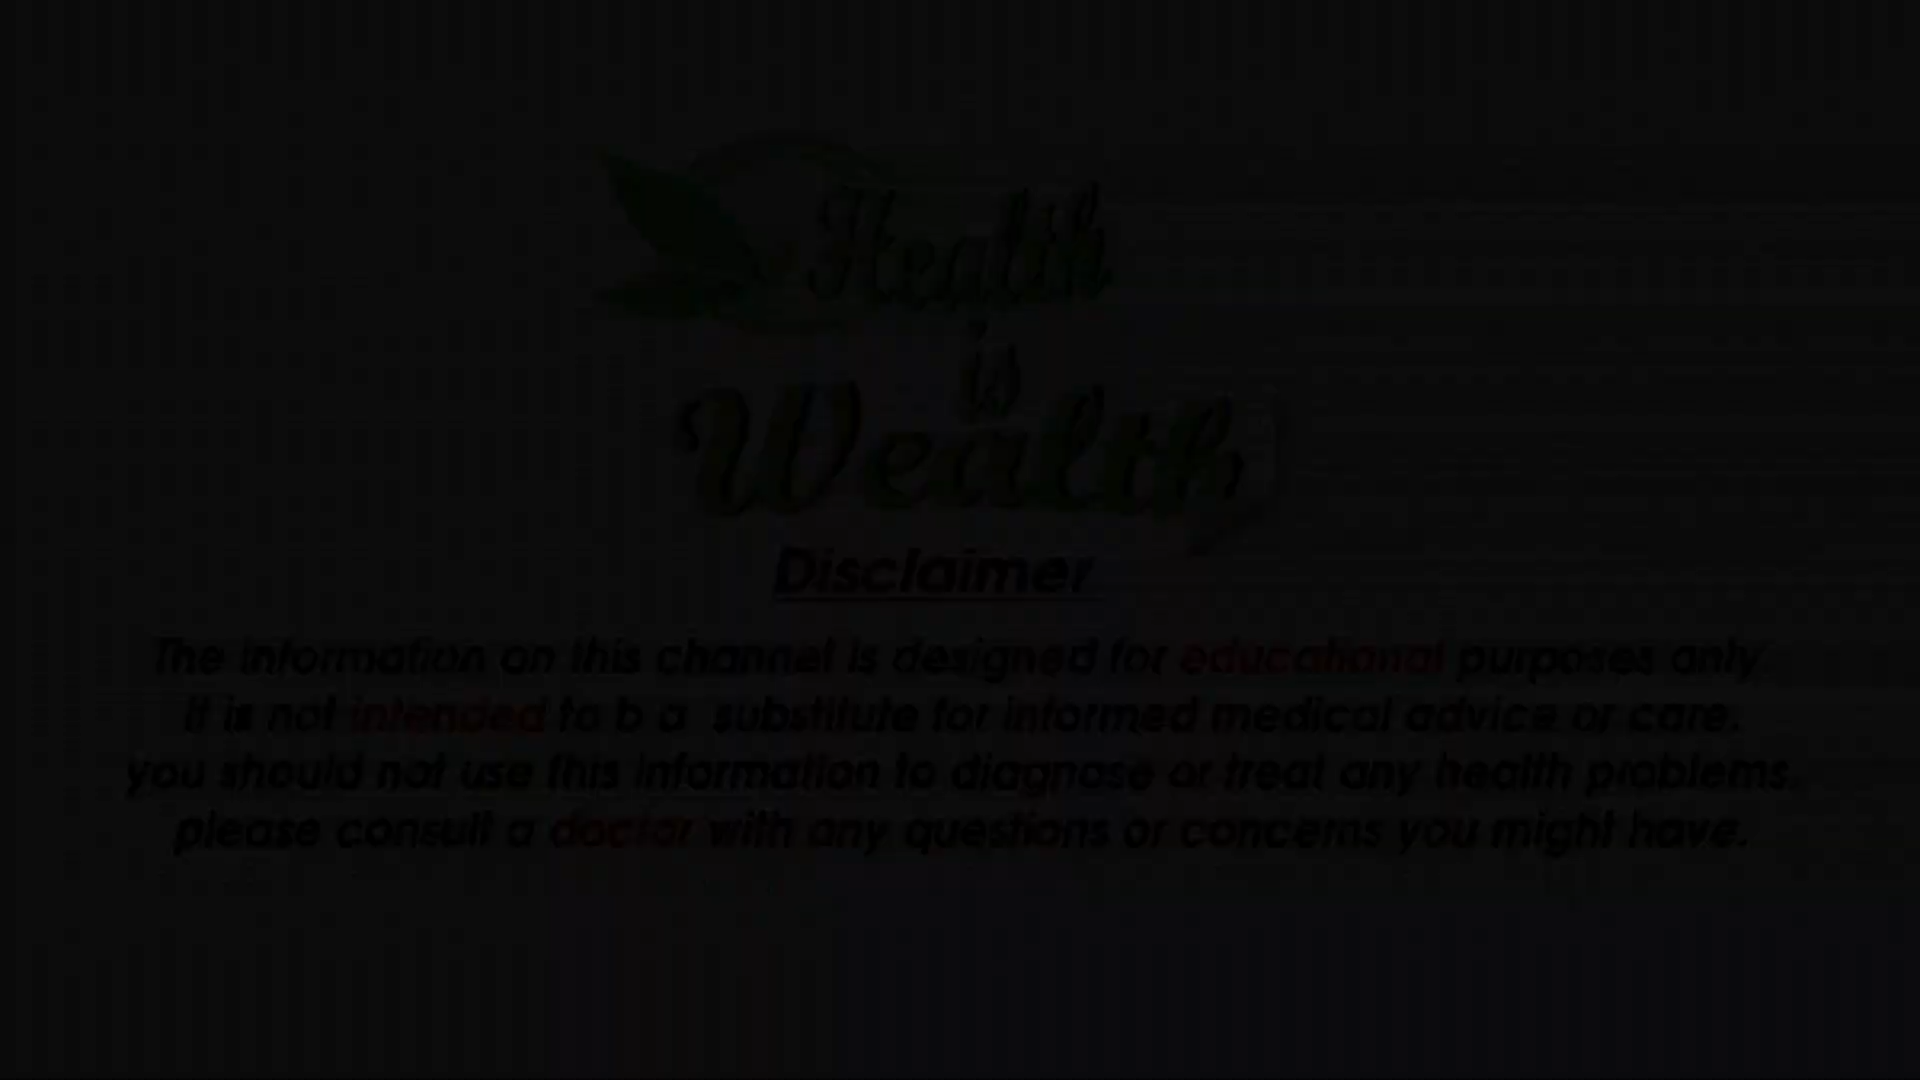 Health
is
Wealth
Disclaimer
The information on this channel is designed for educational purposes only.
it is not intended to b a substitute for informed medical advice or care.
you should not use this information to diagnose or treat any health problems.
please consult a doctor with any questions or concerns you might have.